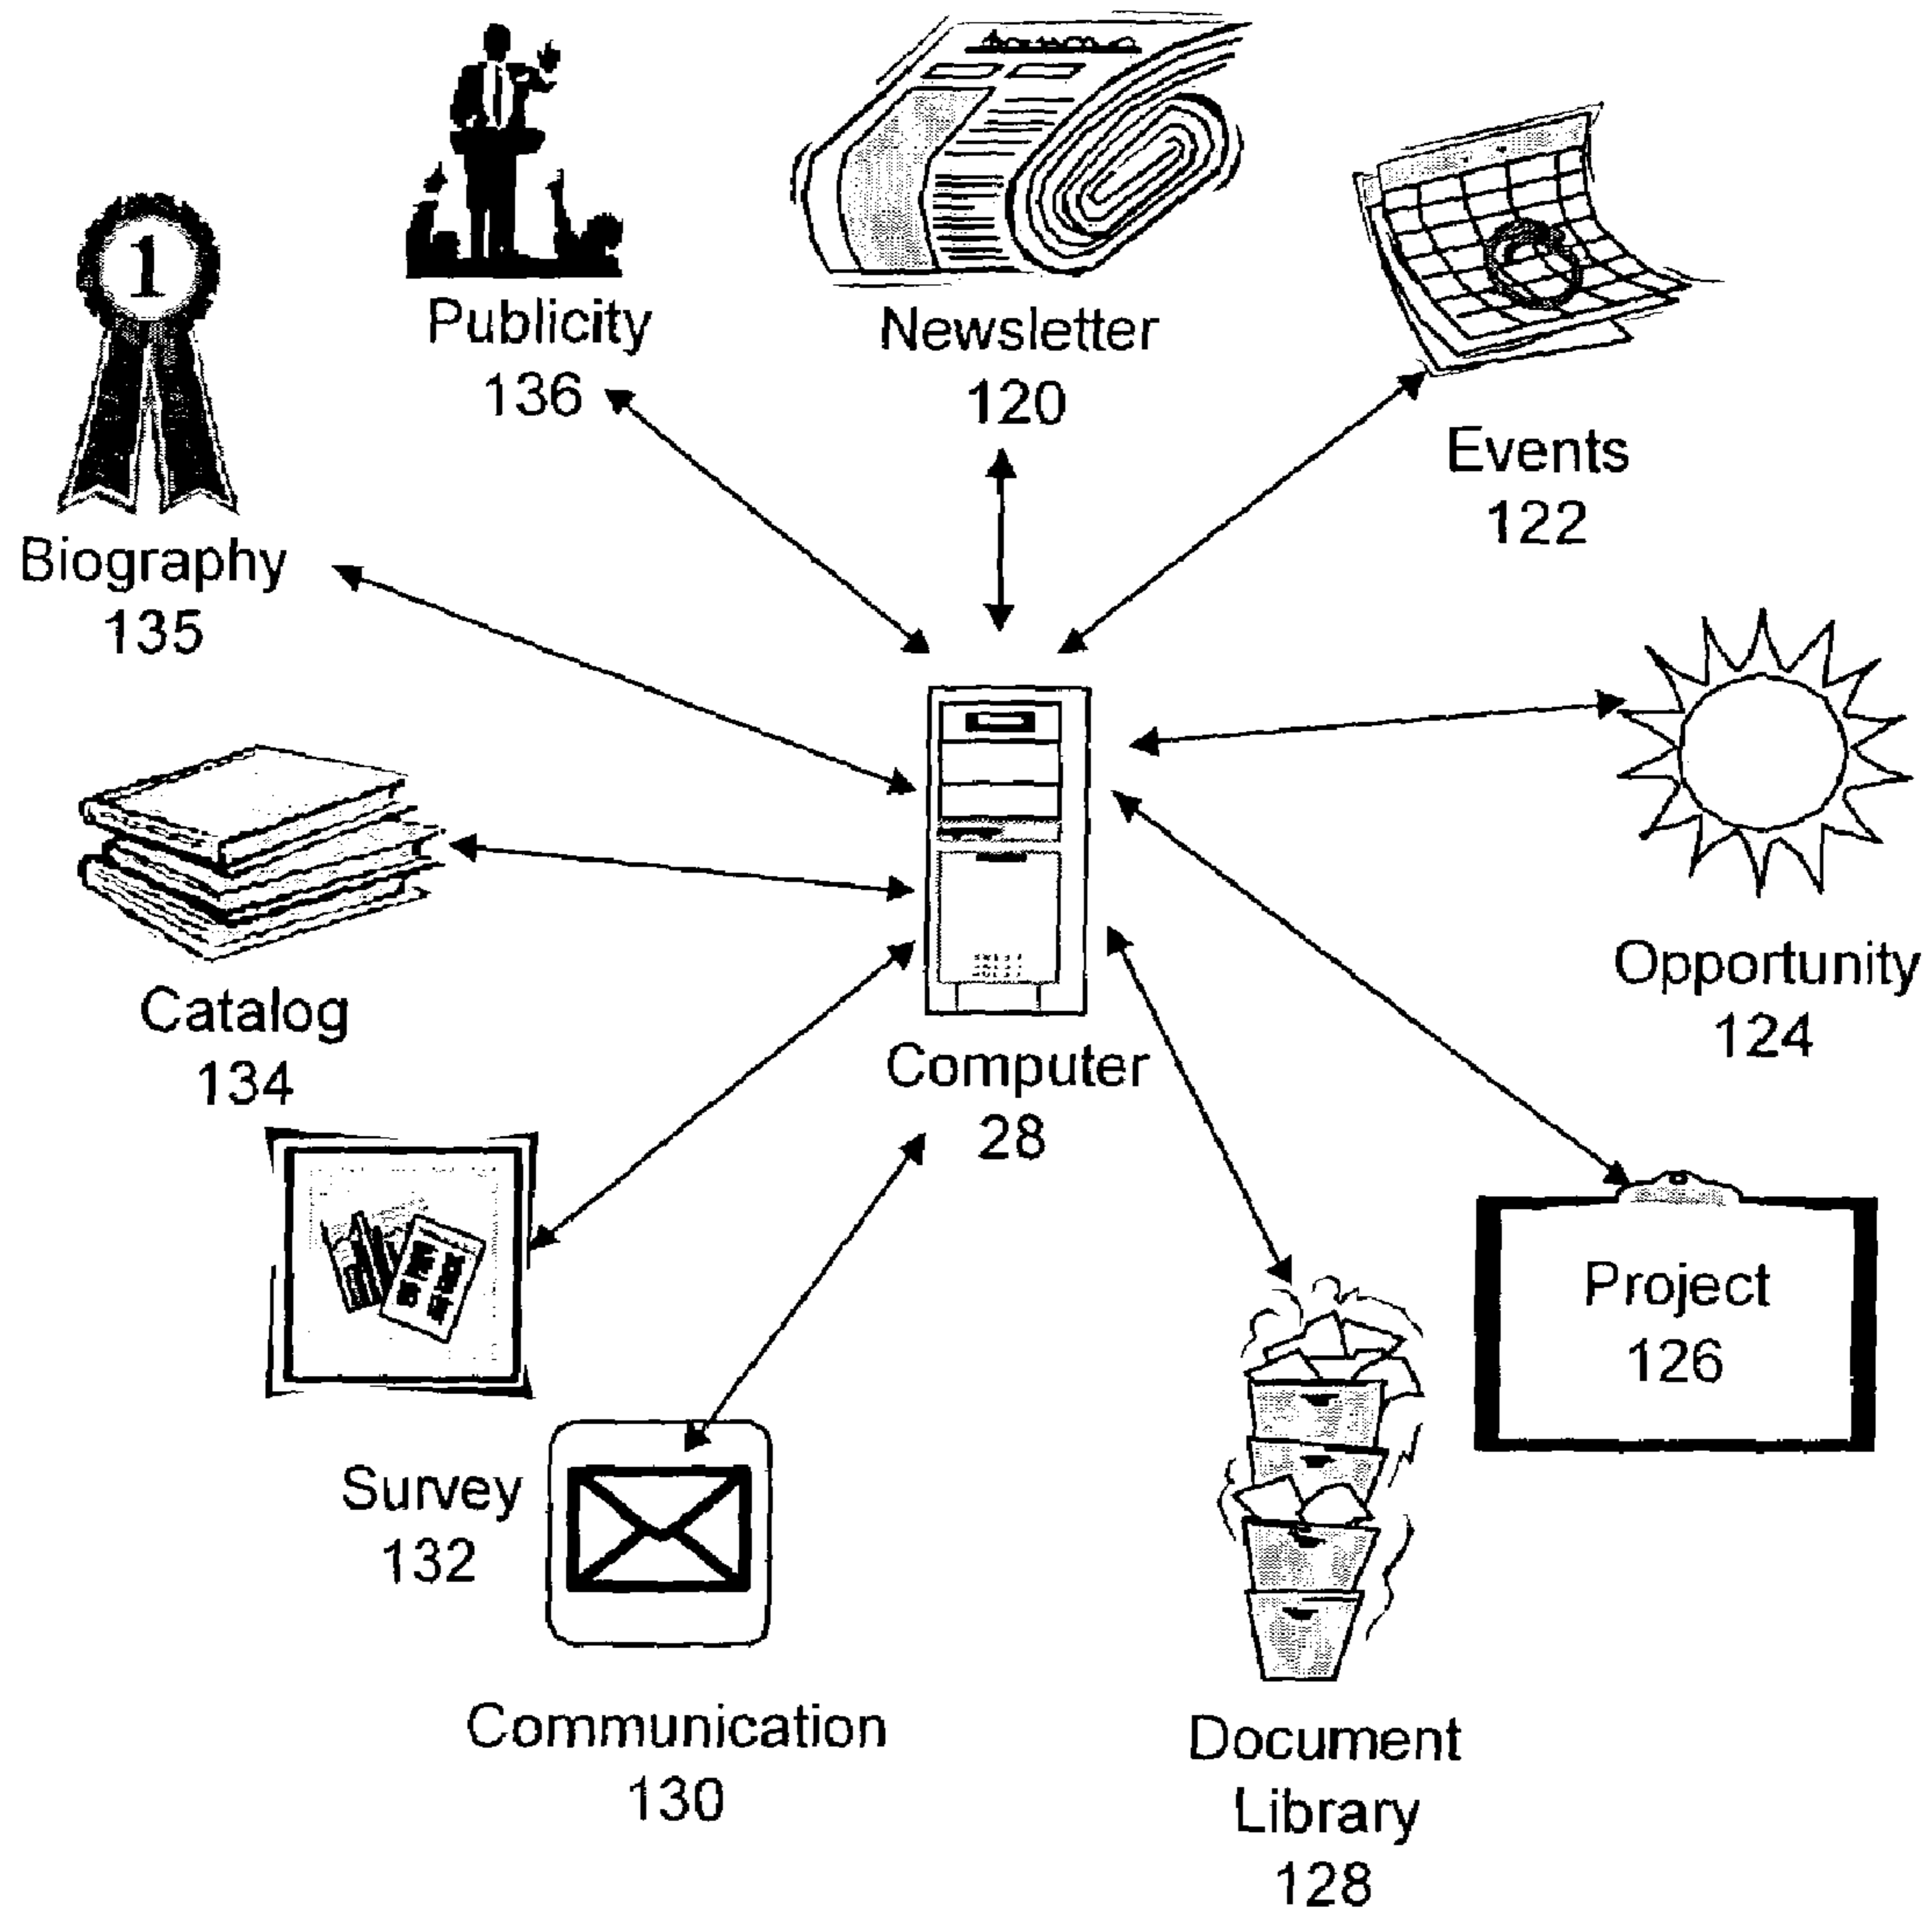 1
Publicity
136
Newsletter
120
Events
122
Biography
135
Opportunity
124
Catalog
134
Computer
28
Project
126
Survey
132
Communication
130
Document
Library
128